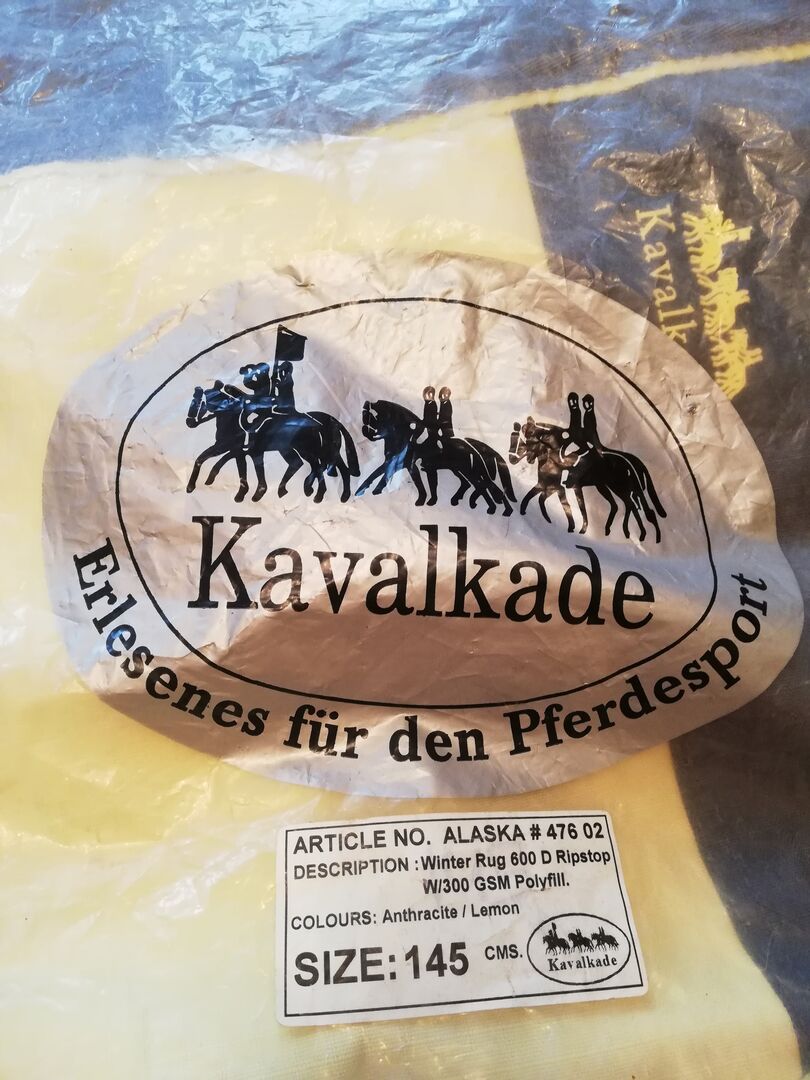 Kavalk
Kavalkade
Erlesenes für den Pferdesport
ARTICLE NO. ALASKA # 476 02
DESCRIPTION : Winter Rug 600 D Ripstop
W/300 GSM Polyfill.
COLOURS: Anthracite / Lemon
SIZE: 145 CMS.
Kavalkade